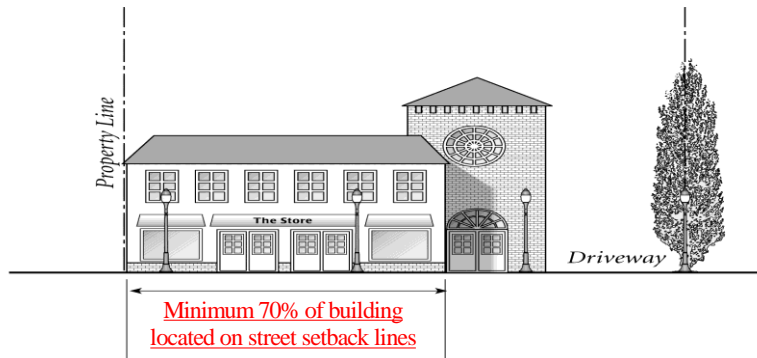 Property Line
The Store
Driveway
Minimum 70% of building
located on street setback lines